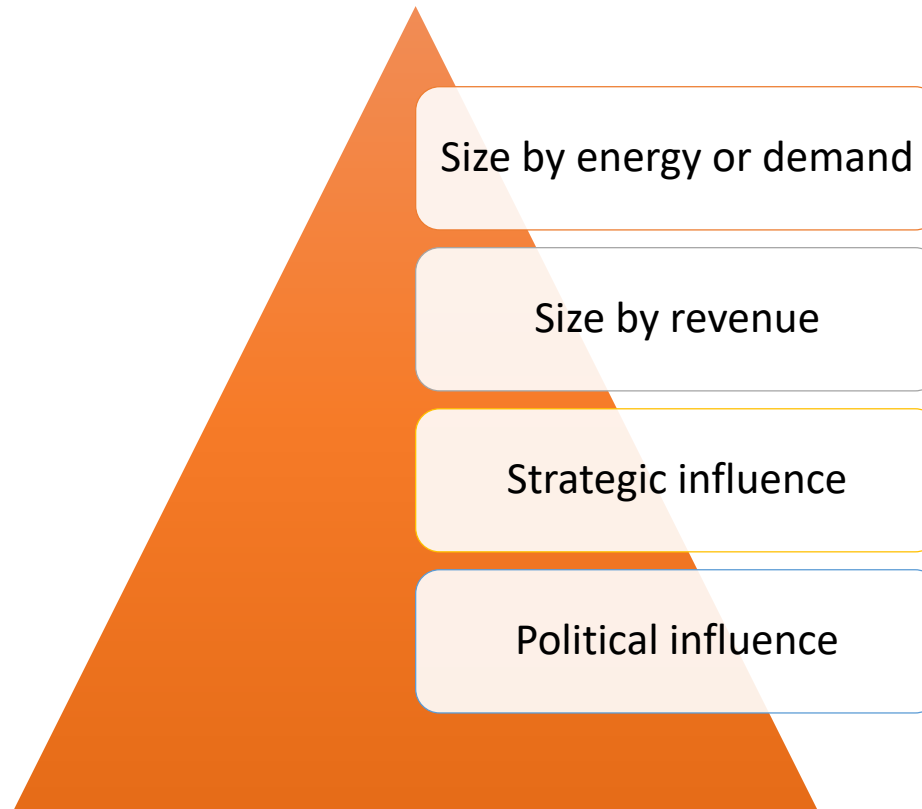 Size by energy or demand
Size by revenue
Strategic influence
Political influence